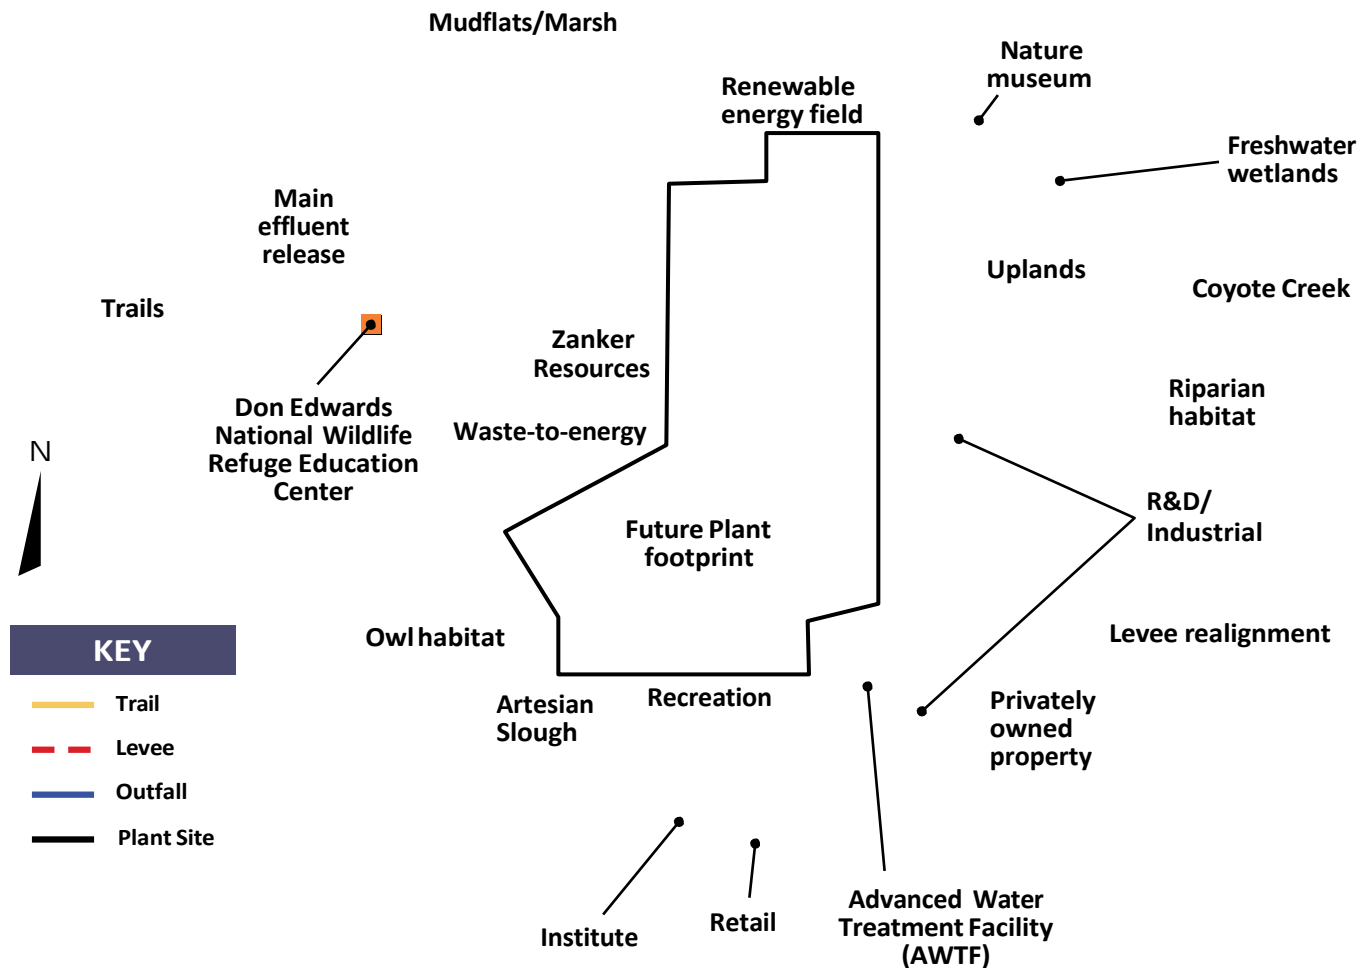 Mudflats/Marsh
Nature
museum
Renewable
energy field
Freshwater
wetlands
Main
effluent
release
Uplands
Coyote Creek
Trails
Zanker
Resources
Riparian
habitat
Don Edwards
National Wildlife
Refuge Education
Center
Waste-to-energy
N
R&D/
Industrial
Future Plant
footprint
Owl habitat
Levee realignment
KEY
Trail
Levee
Outfall
Plant Site
Artesian
Slough
Recreation
Privately
owned
property
Institute
Retail
Advanced Water
Treatment Facility
(AWTF)